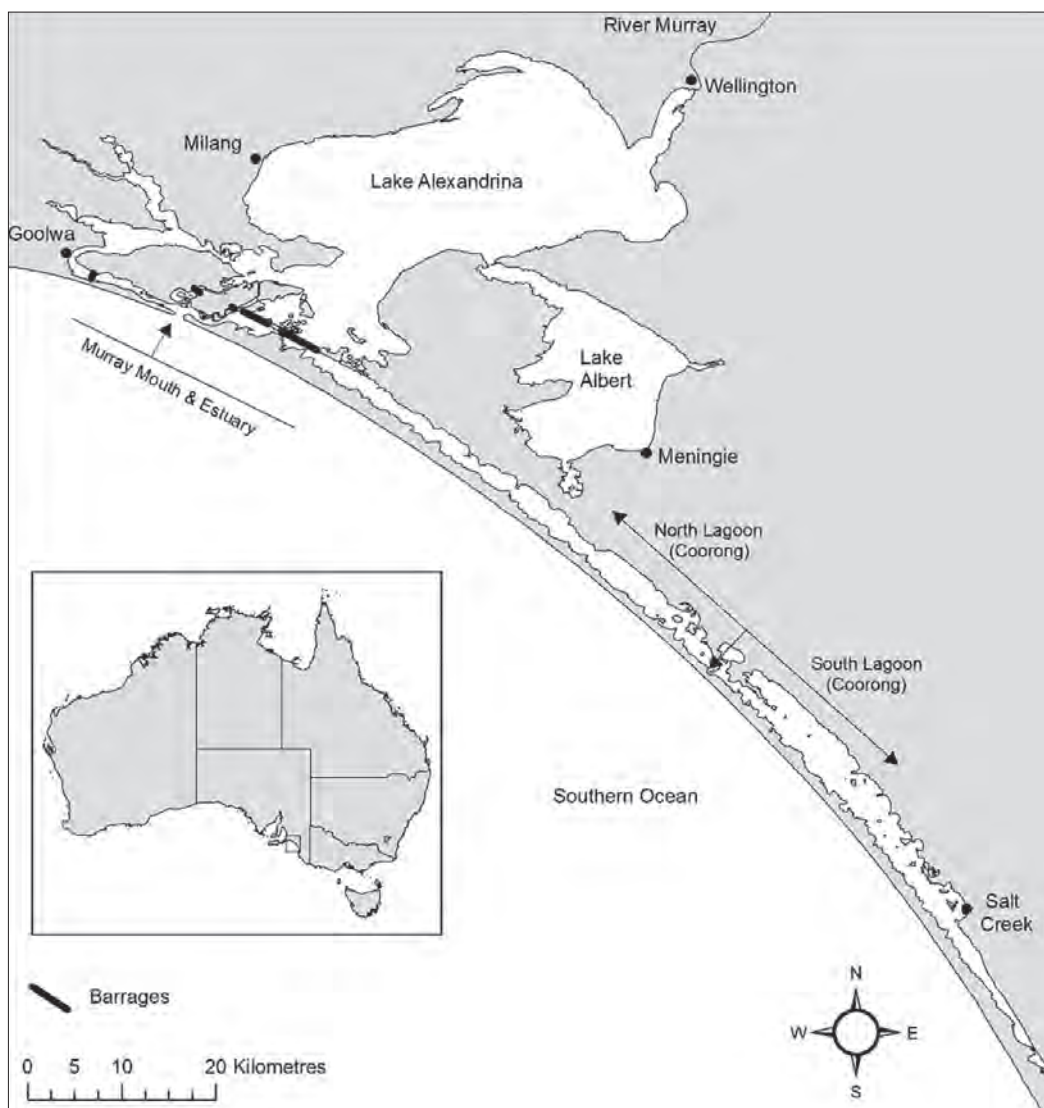 River Murray
Wellington
Milang
Lake Alexandrina
Goolwa
Murray Mouth & Estuary
Lake
Albert
Meningie
North Lagoon
(Coorong)
South Lagoon
(Coorong)
Southern Ocean
Salt
Creek
Barrages
N
W E
S
0 5 10 20 Kilometres